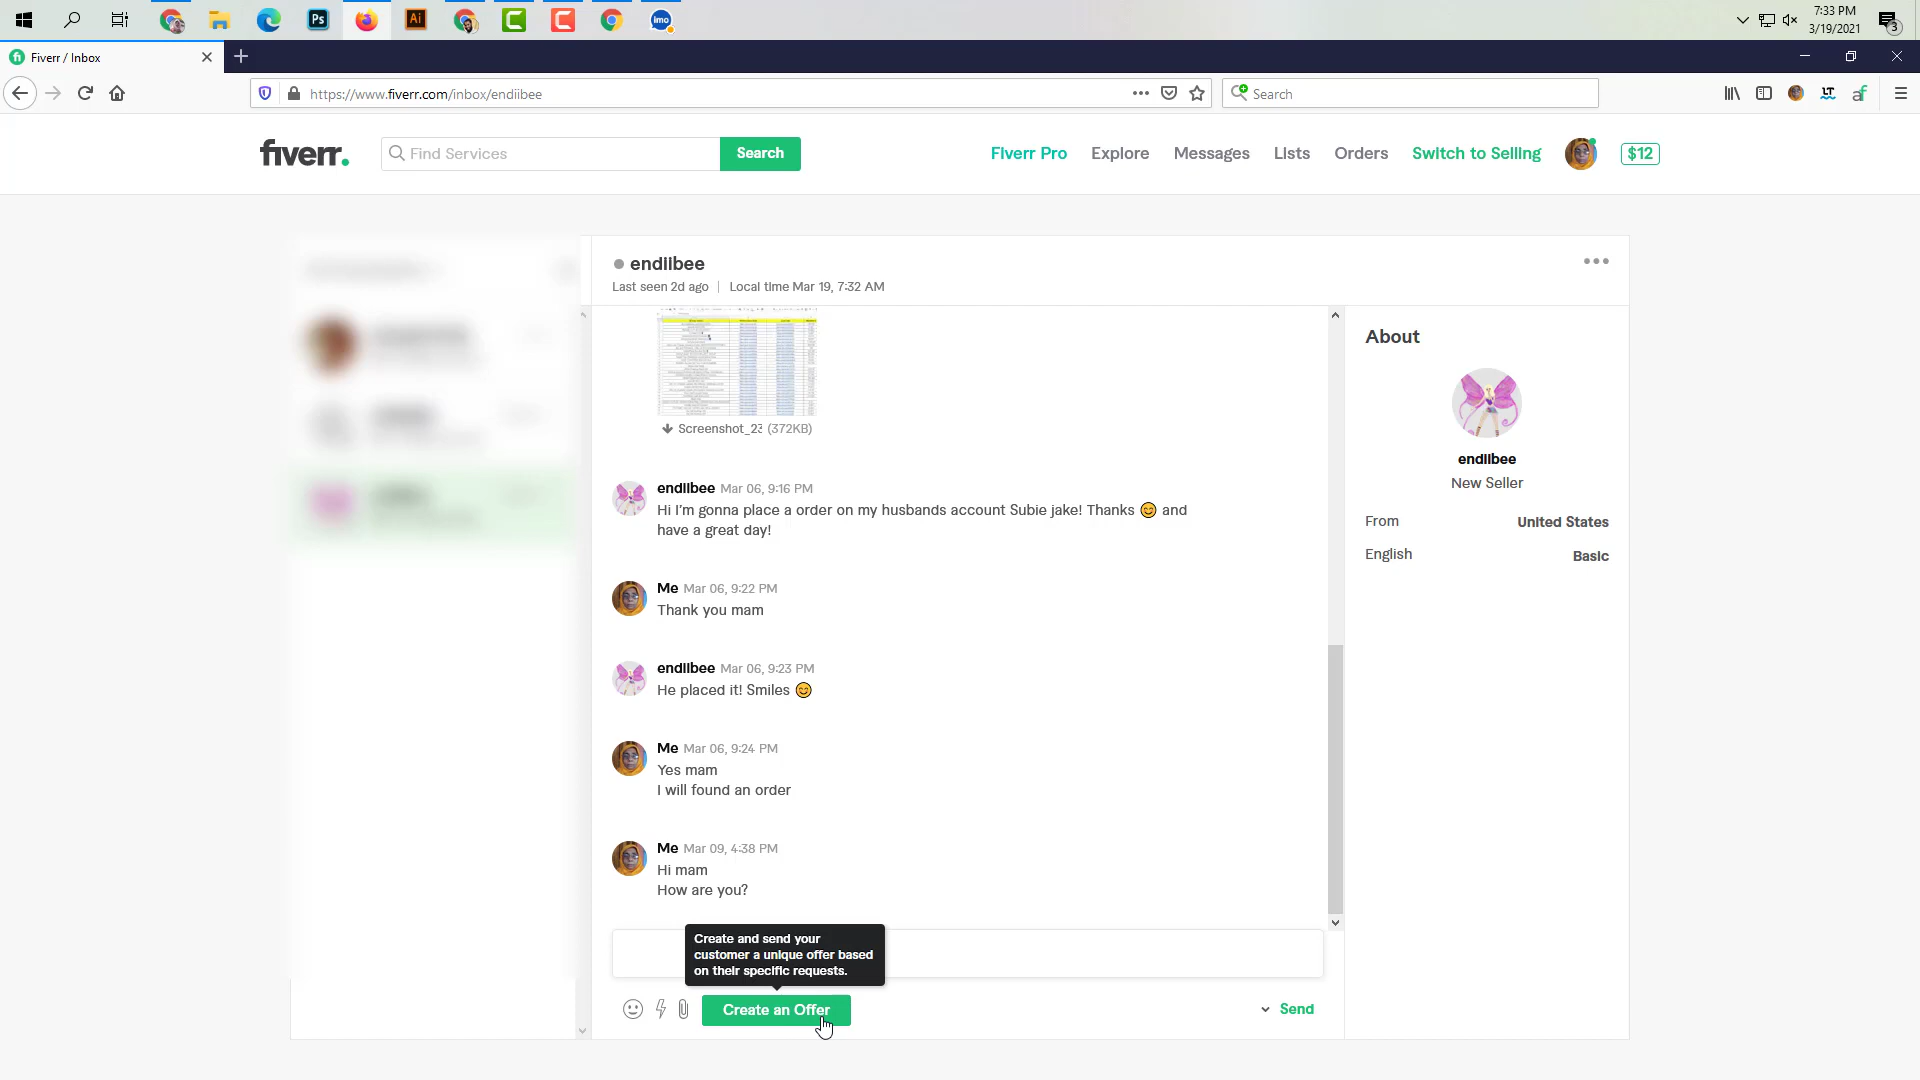 Ps
Ai
imo
7:33 PM
3/19/2021
3
Fiverr / Inbox
https://www.fiverr.com/inbox/endiibee
Search
fiverr.
Find Services
Search
Fiverr Pro
Explore
Messages
Lists
Orders
Switch to Selling
$12
endiibee
Last seen 2d ago
Local time Mar 19, 7:32 AM
Screenshot_23 (372KB)
endiibee Mar 06, 9:16 PM
Hi I'm gonna place a order on my husbands account Subie jake! Thanks 😊 and
have a great day!
Me Mar 06, 9:22 PM
Thank you mam
endiibee Mar 06, 9:23 PM
He placed it! Smiles 😊
Me Mar 06, 9:24 PM
Yes mam
I will found an order
Me Mar 09, 4:38 PM
Hi mam
How are you?
Create and send your
customer a unique offer based
on their specific requests.
Create an Offer
Send
About
endiibee
New Seller
From
United States
English
Basic